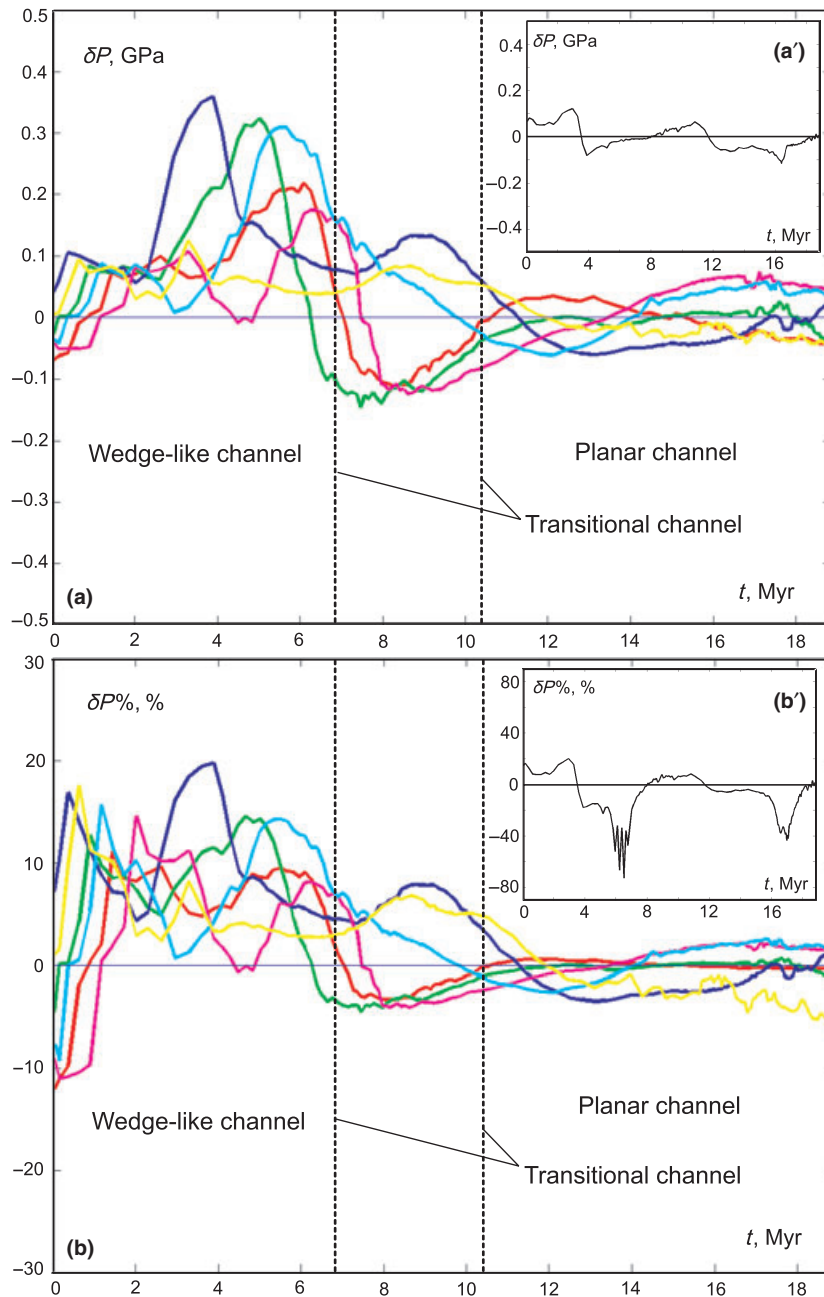 0.5
0.4
0.3
0.2
0.1
0
–0.1
–0.2
–0.3
–0.4
–0.5
δP, GPa
0.4
0.2
0
–0.2
–0.4
δP, GPa
(a′)
t, Myr
0 4 8 12 16
Wedge-like channel
Planar channel
Transitional channel
(a)
t, Myr
0 2 4 6 8 10 12 14 16 18
30
20
10
0
–10
–20
–30
δP%, %
80
40
0
–40
–80
δP%, %
(b′)
t, Myr
0 4 8 12 16
Wedge-like channel
Planar channel
Transitional channel
(b)
t, Myr
0 2 4 6 8 10 12 14 16 18